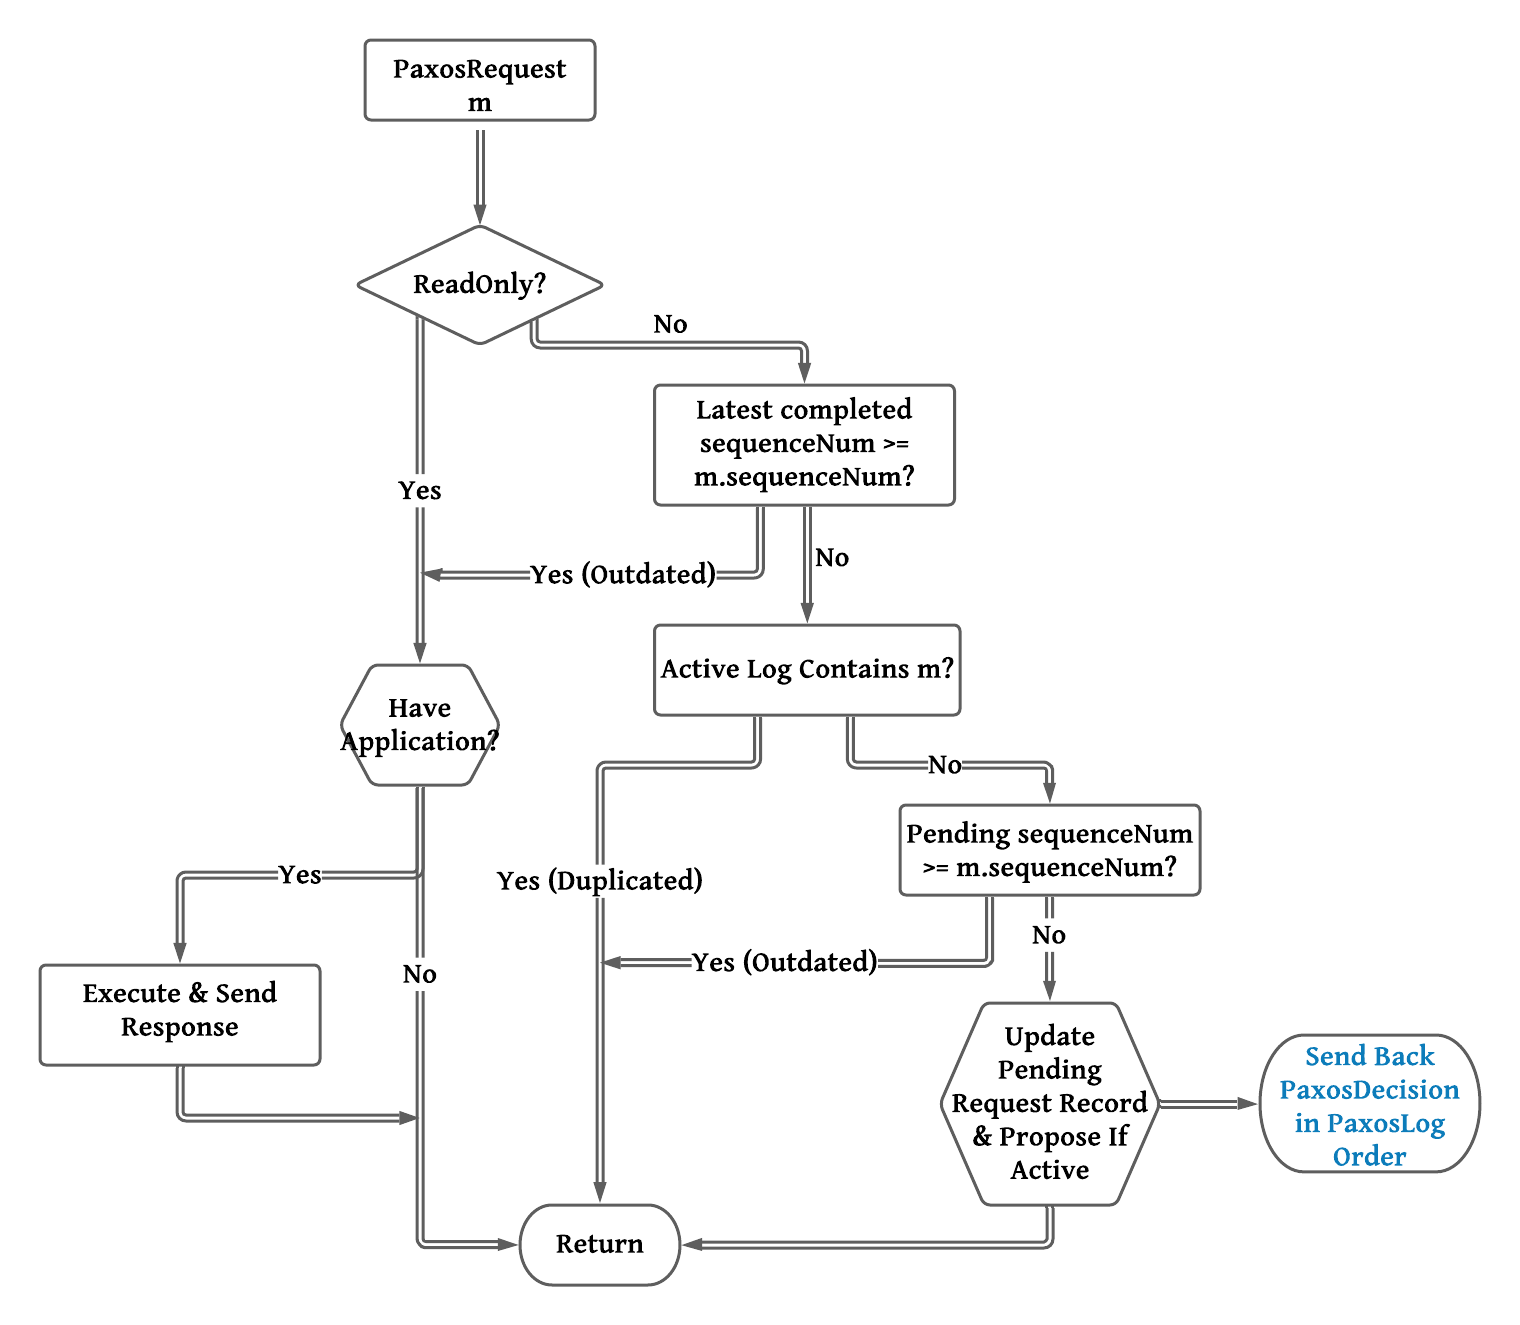 PaxosRequest
m
ReadOnly?
No
Latest completed
sequenceNum >=
m.sequenceNum?
Yes
No
Yes (Outdated)
Active Log Contains m?
Have
Application?
No
Pending sequenceNum
>= m.sequenceNum?
Yes
Yes (Duplicated)
No
Yes (Outdated)
No
Execute & Send
Response
Update
Pending
Request Record
& Propose If
Active
Send Back
PaxosDecision
in PaxosLog
Order
Return